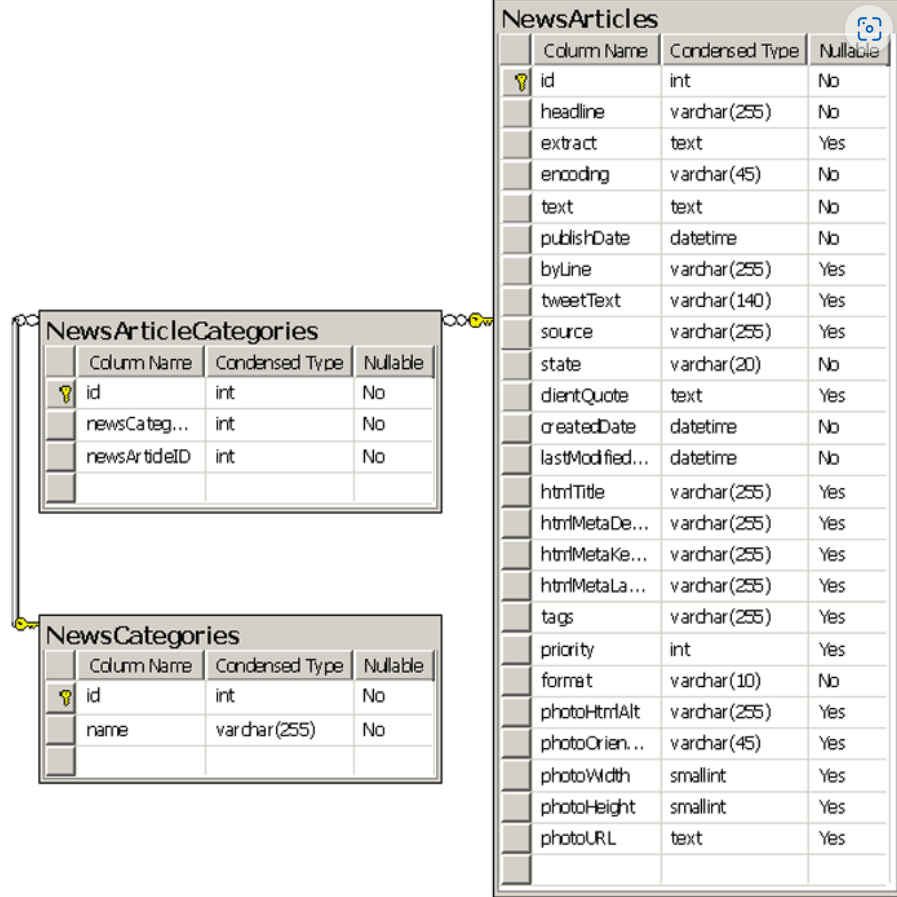 NewsArticles
Column Name Condensed Type Nullable
id int No
headline varchar(255) No
extract text Yes
encoding varchar(45) No
text text No
publishDate datetime No
byLine varchar(255) Yes
tweetText varchar(140) Yes
source varchar(255) Yes
state varchar(20) No
clientQuote text Yes
createdDate datetime No
lastModified... datetime No
htmlTitle varchar(255) Yes
htmlMetaDe... varchar(255) Yes
htmlMetaKe... varchar(255) Yes
htmlMetaLa... varchar(255) Yes
tags varchar(255) Yes
priority int Yes
format varchar(10) No
photoHtmlAlt varchar(255) Yes
photoOrien... varchar(45) Yes
photoWidth smallint Yes
photoHeight smallint Yes
photoURL text Yes
NewsArticleCategories
Column Name Condensed Type Nullable
id int No
newsCateg... int No
newsArticleID int No
NewsCategories
Column Name Condensed Type Nullable
id int No
name varchar(255) No